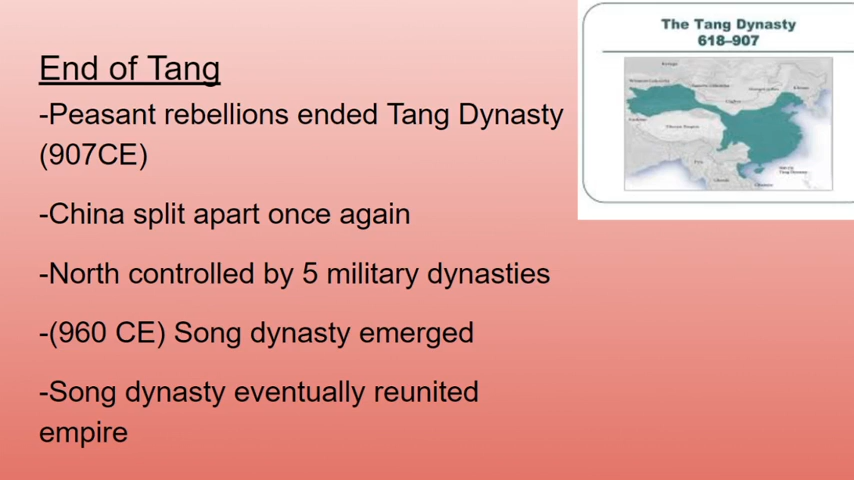 End of Tang
-Peasant rebellions ended Tang Dynasty
(907CE)
-China split apart once again
-North controlled by 5 military dynasties
-(960 CE) Song dynasty emerged
-Song dynasty eventually reunited
empire
The Tang Dynasty
618–907